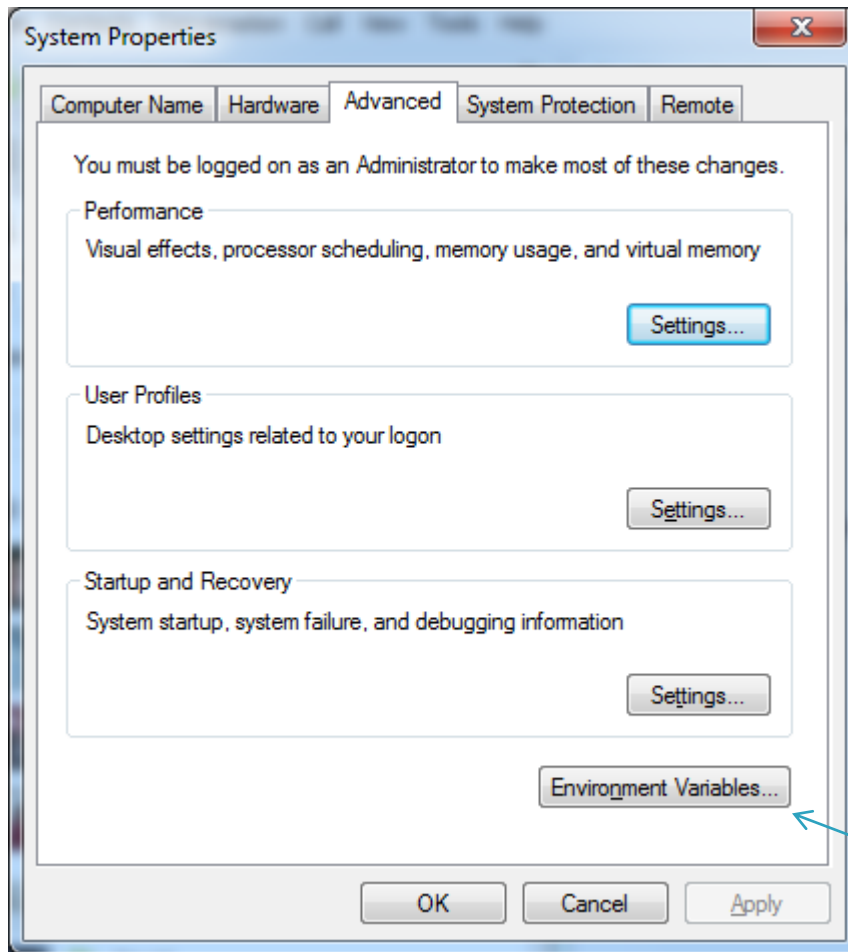 System Properties
Computer Name Hardware Advanced System Protection Remote
You must be logged on as an Administrator to make most of these changes.
Performance
Visual effects, processor scheduling, memory usage, and virtual memory
Settings...
User Profiles
Desktop settings related to your logon
Settings...
Startup and Recovery
System startup, system failure, and debugging information
Settings...
Environment Variables...
OK Cancel Apply